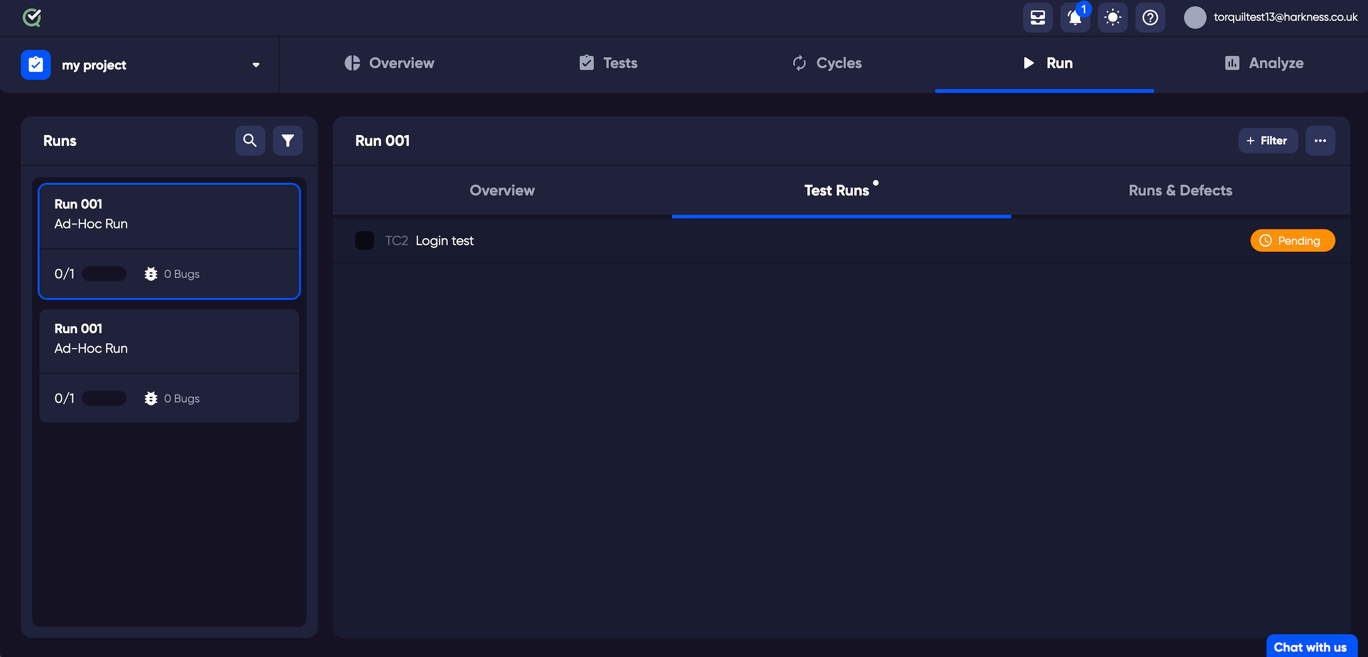 1
torquiltest13@harkness.co.uk
my project
Overview
Tests
Cycles
Run
Analyze
Runs
Run 001
Ad-Hoc Run
0/1
0 Bugs
Run 001
Ad-Hoc Run
0/1
0 Bugs
Run 001
+ Filter
Overview
Test Runs
Runs & Defects
TC2 Login test
Pending
Chat with us